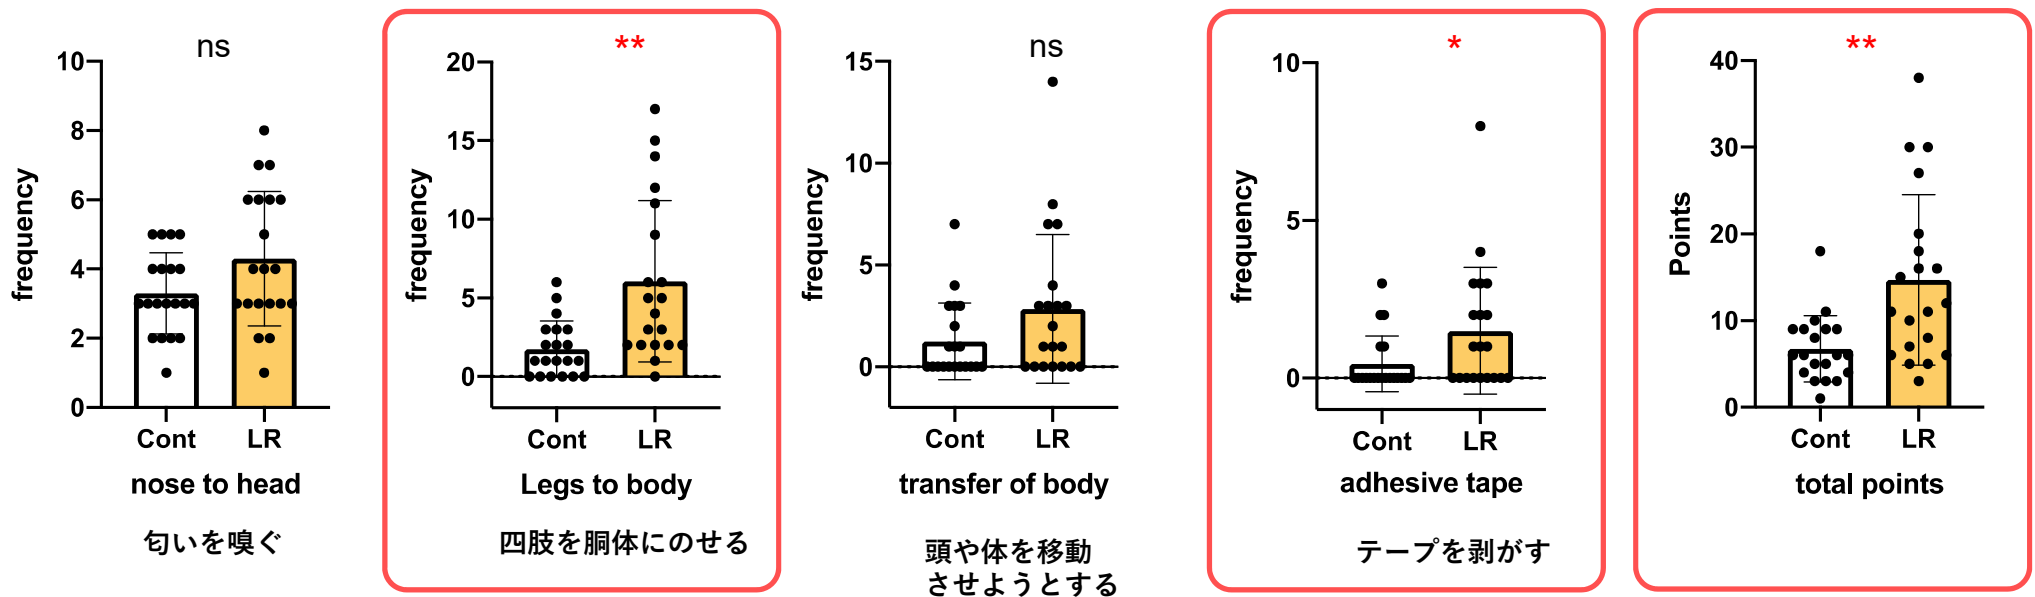 ns
10
8
6
4
2
0
frequency
Cont
LR
nose to head
匂いを嗅ぐ
**
20
15
10
5
0
frequency
Cont
LR
Legs to body
四肢を胴体にのせる
ns
15
10
5
0
frequency
Cont
LR
transfer of body
頭や体を移動
させようとする
*
10
5
0
frequency
Cont
LR
adhesive tape
テープを剥がす
**
40
30
20
10
0
Points
Cont
LR
total points